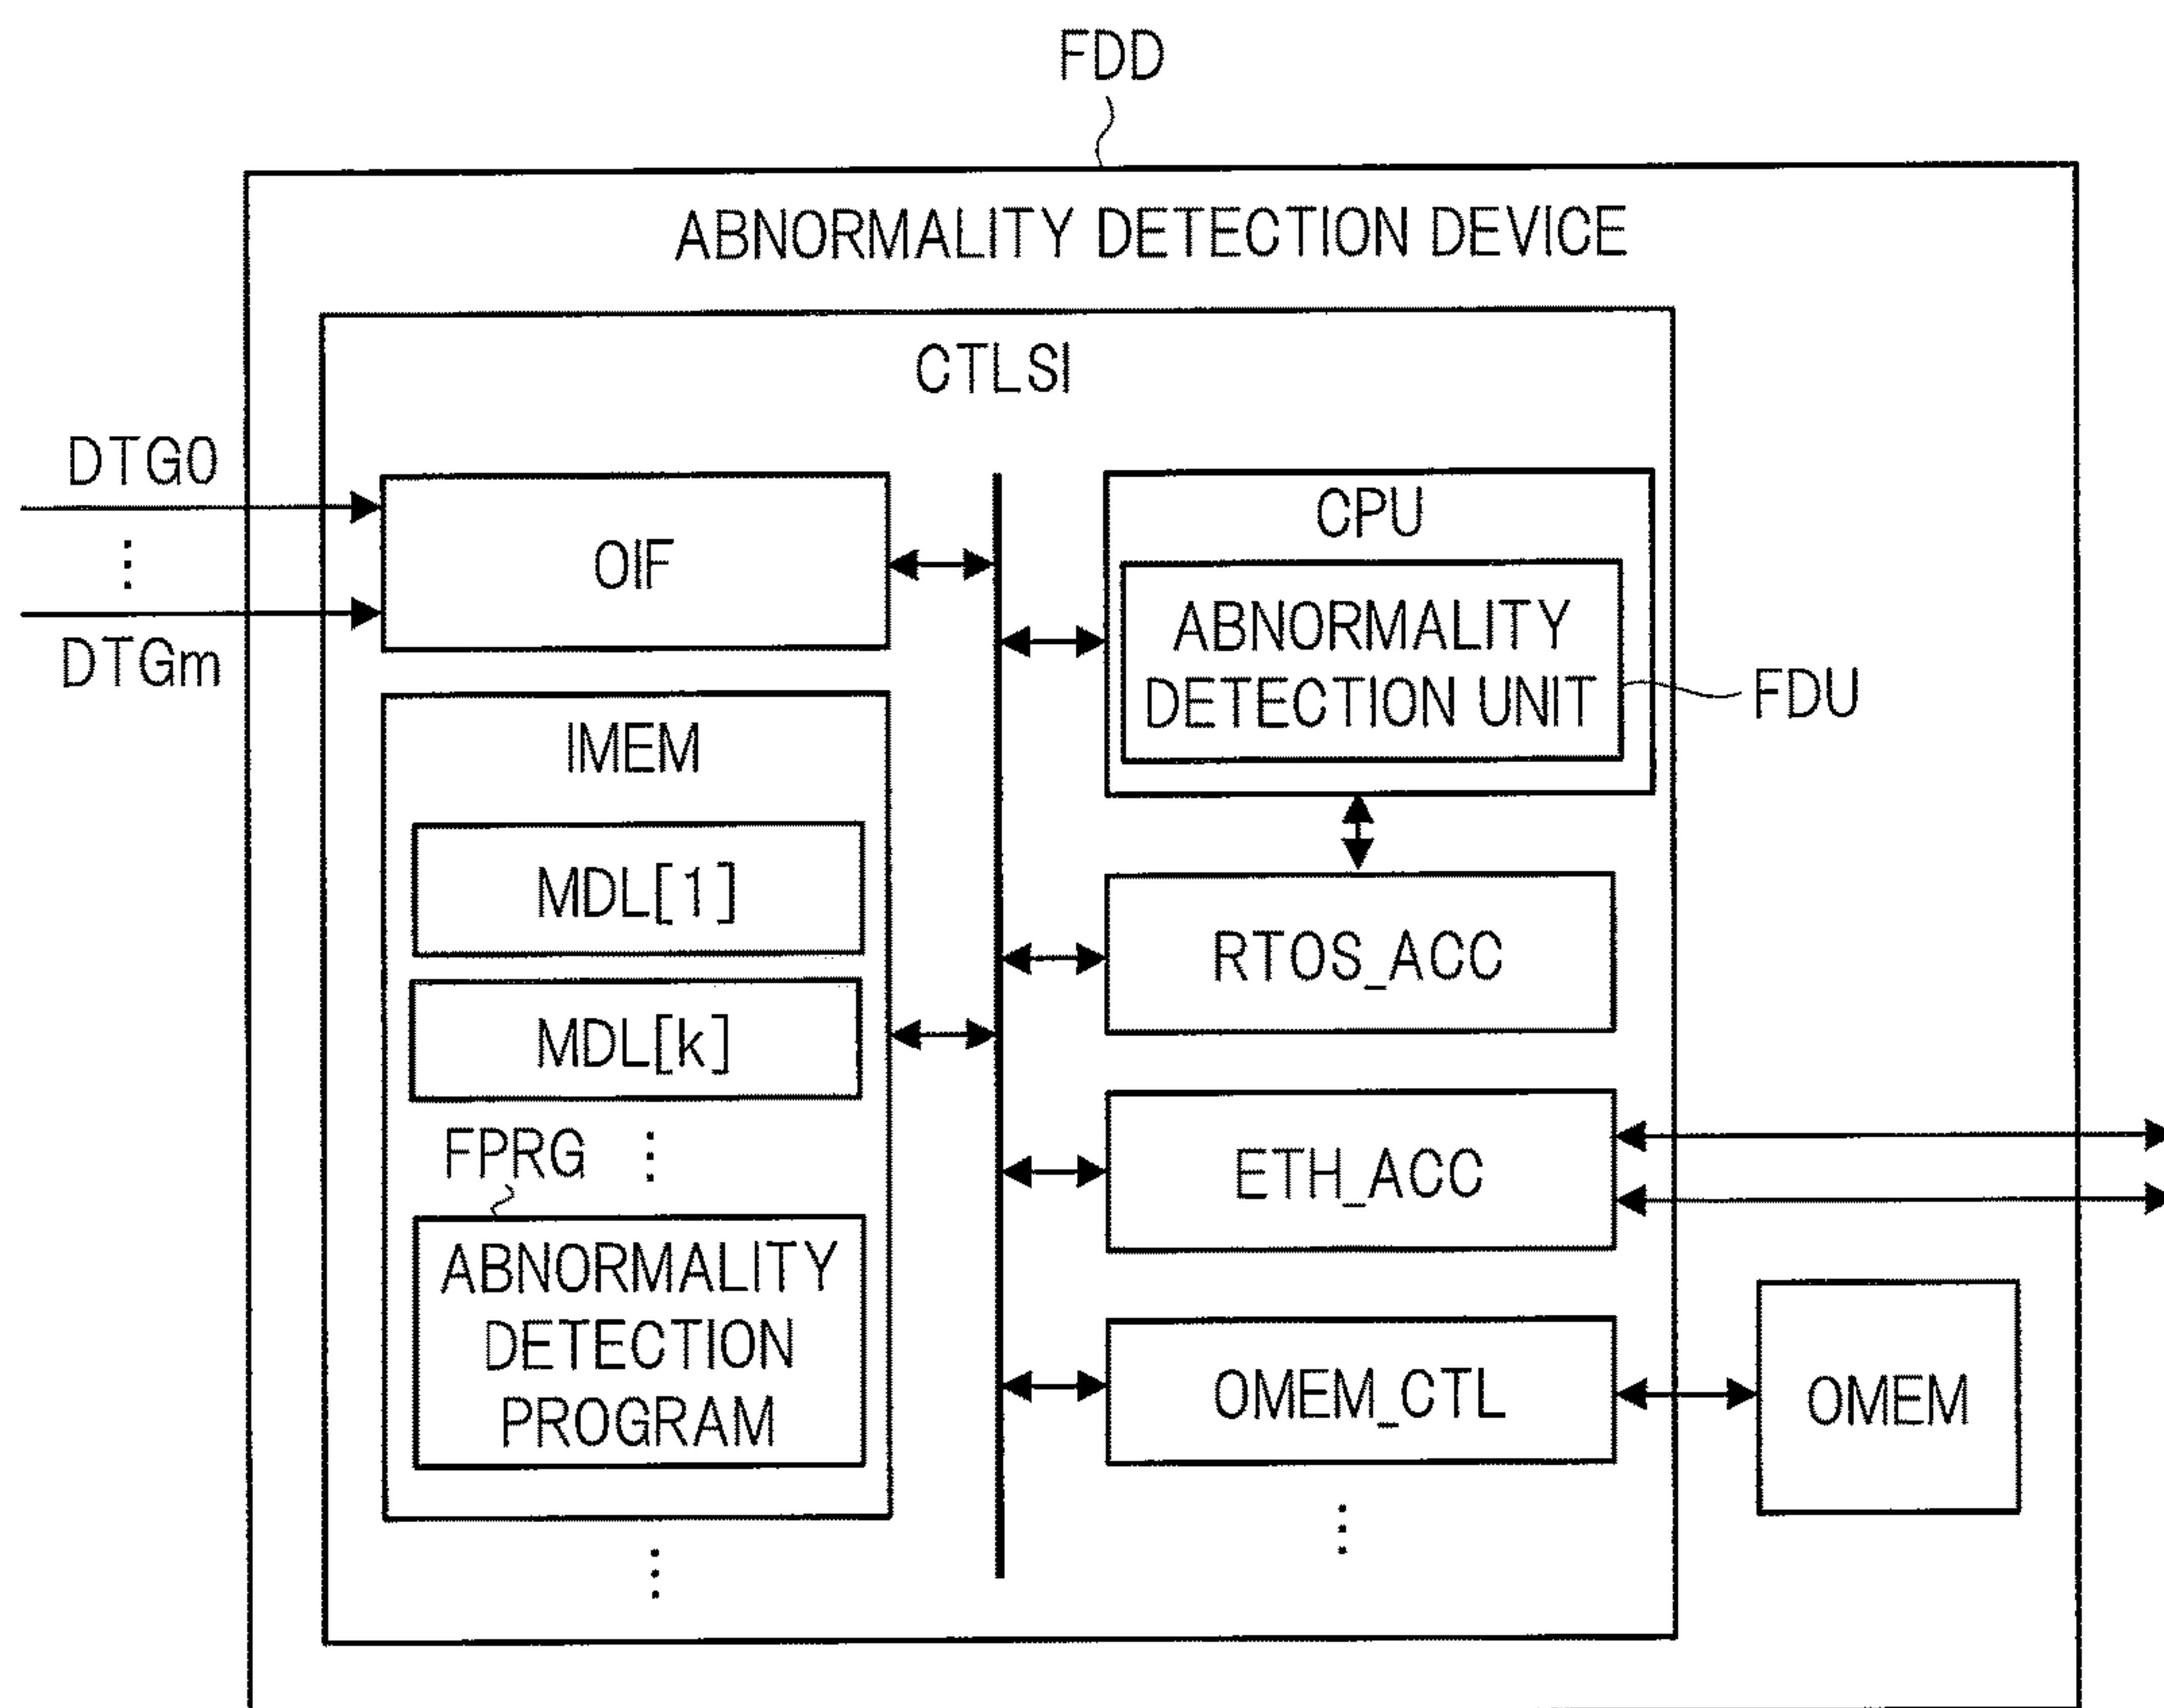 FDD
ABNORMALITY DETECTION DEVICE
CTLSI
DTG0
DTGm
OIF
CPU
ABNORMALITY
DETECTION UNIT
FDU
IMEM
MDL[1]
MDL[k]
FPRG
ABNORMALITY
DETECTION
PROGRAM
RTOS_ACC
ETH_ACC
OMEM_CTL
OMEM